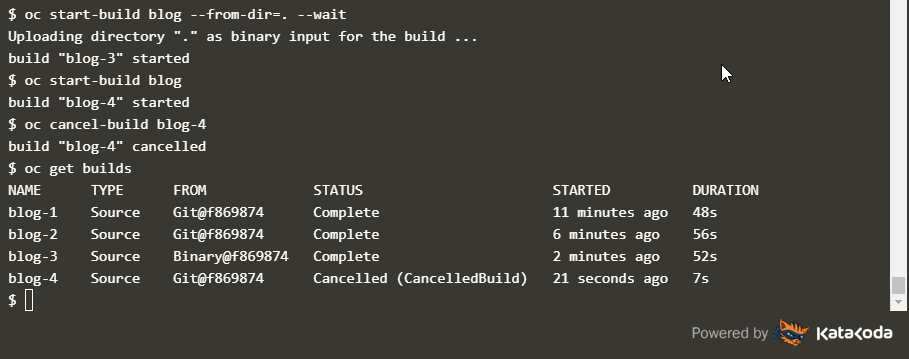 $ oc start-build blog --from-dir=. --wait
Uploading directory "." as binary input for the build ...
build "blog-3" started
$ oc start-build blog
build "blog-4" started
$ oc cancel-build blog-4
build "blog-4" cancelled
$ oc get builds
NAME TYPE FROM STATUS STARTED DURATION
blog-1 Source Git@f869874 Complete 11 minutes ago 48s
blog-2 Source Git@f869874 Complete 6 minutes ago 56s
blog-3 Source Binary@f869874 Complete 2 minutes ago 52s
blog-4 Source Git@f869874 Cancelled (CancelledBuild) 21 seconds ago 7s
$
Powered by Katacoda